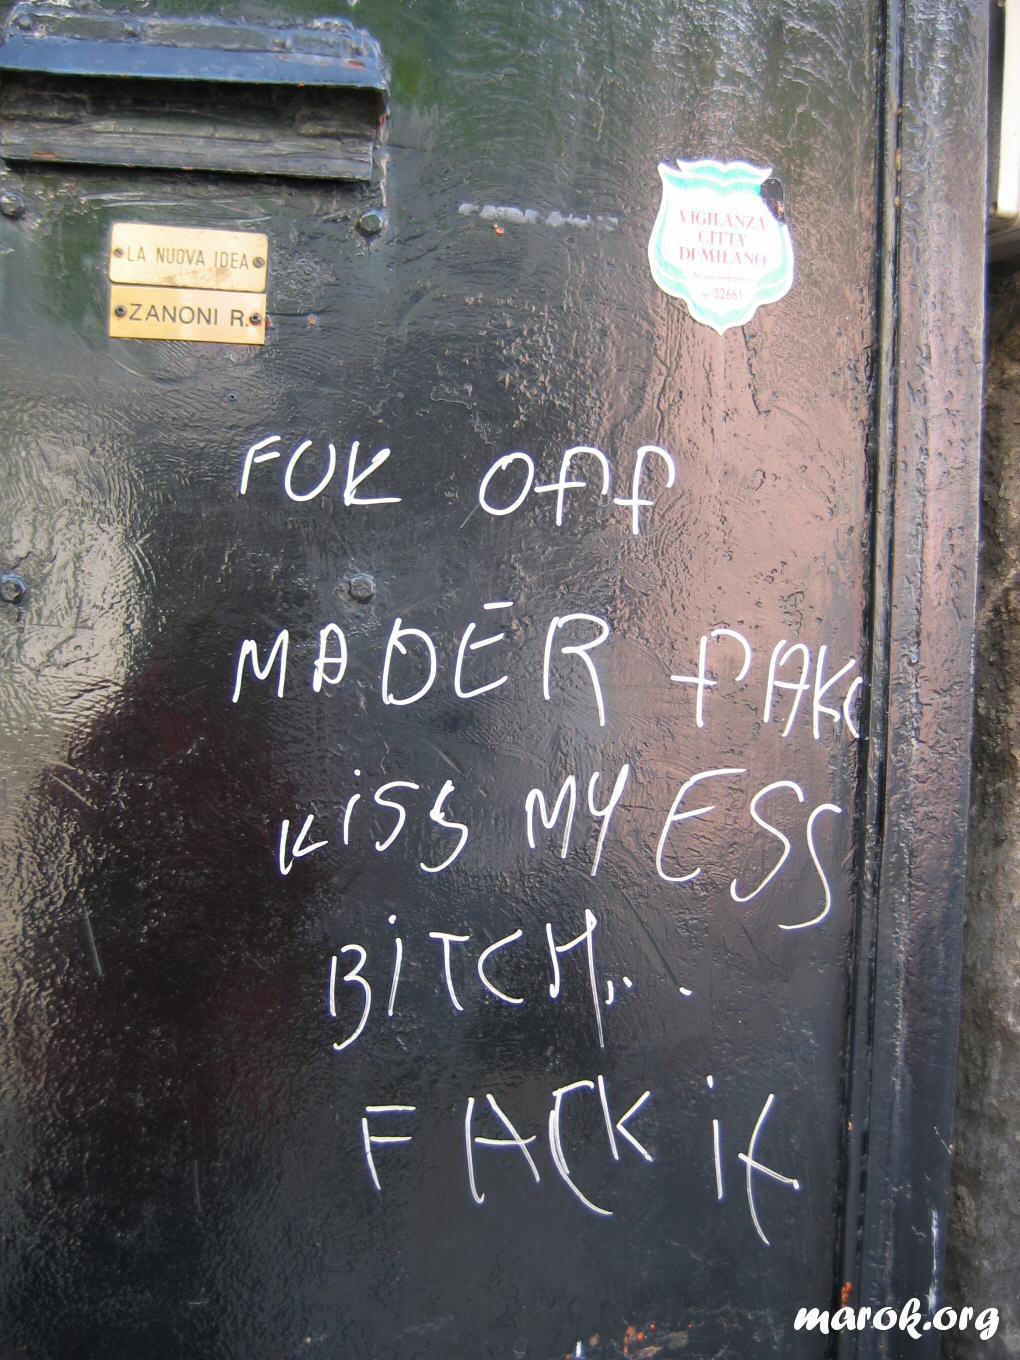 LA NUOVA IDEA
ZANONI R.
VIGILANZA
CITTA'
DI MILANO
32661
FUK OFF
MADER FAK
KiSS MY ESS
BiTCH...
FACK it
marok.org